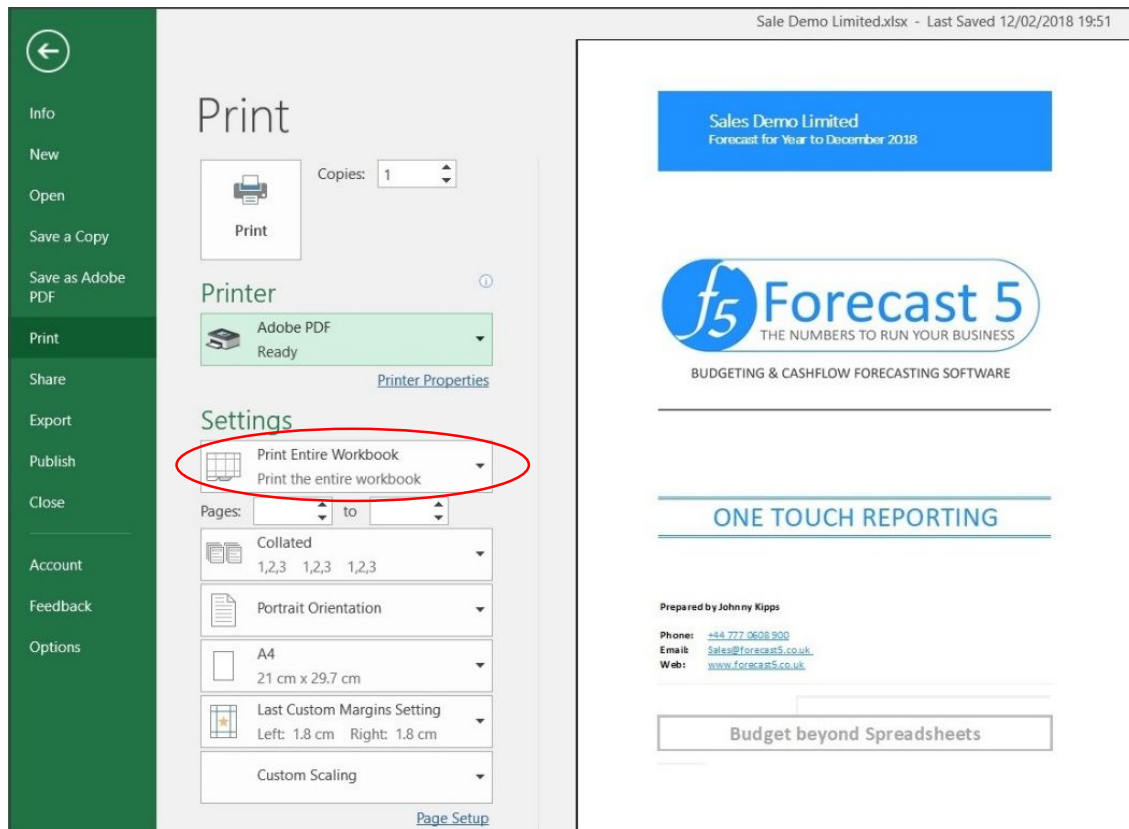 Sale Demo Limited.xlsx - Last Saved 12/02/2018 19:51
Info
New
Open
Save a Copy
Save as Adobe
PDF
Print
Share
Export
Publish
Close
Account
Feedback
Options
Print
Print
Copies: 1
Printer
Adobe PDF
Ready
Printer Properties
Settings
Print Entire Workbook
Print the entire workbook
Pages: to
Collated
1,2,3 1,2,3 1,2,3
Portrait Orientation
A4
21 cm x 29.7 cm
Last Custom Margins Setting
Left: 1.8 cm Right: 1.8 cm
Custom Scaling
Page Setup
Sales Demo Limited
Forecast for Year to December 2018
f5 Forecast 5
THE NUMBERS TO RUN YOUR BUSINESS
BUDGETING & CASHFLOW FORECASTING SOFTWARE
ONE TOUCH REPORTING
Prepared by Johnny Kipps
Phone: +44 777 0608 900
Email: Sales@forecast5.co.uk
Web: www.forecast5.co.uk
Budget beyond Spreadsheets